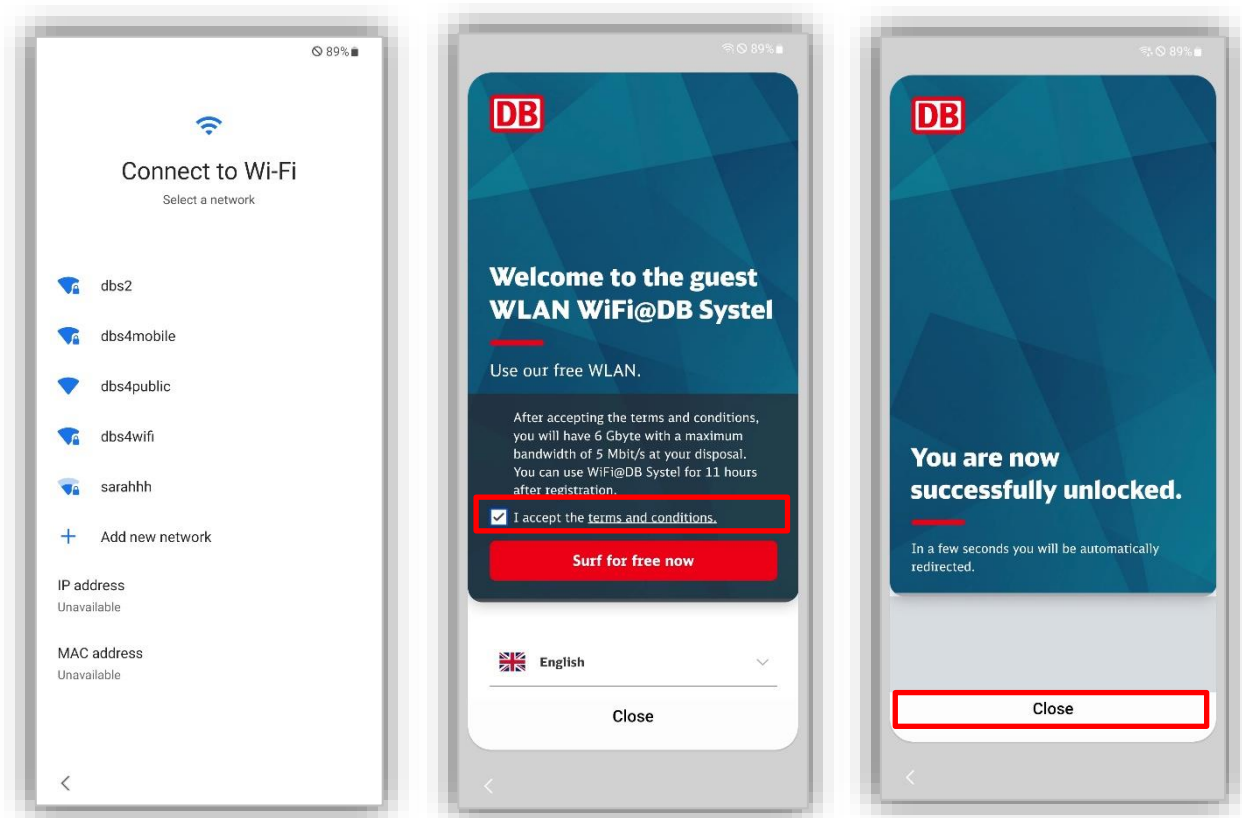 89%
Connect to Wi-Fi
Select a network
dbs2
dbs4mobile
dbs4public
dbs4wifi
sarahhh
Add new network
IP address
Unavailable
MAC address
Unavailable
89%
DB
Welcome to the guest
WLAN WiFi@DB Systel
Use our free WLAN.
After accepting the terms and conditions,
you will have 6 Gbyte with a maximum
bandwidth of 5 Mbit/s at your disposal.
You can use WiFi@DB Systel for 11 hours
after registration.
I accept the terms and conditions.
Surf for free now
English
Close
89%
DB
You are now
successfully unlocked.
In a few seconds you will be automatically
redirected.
Close